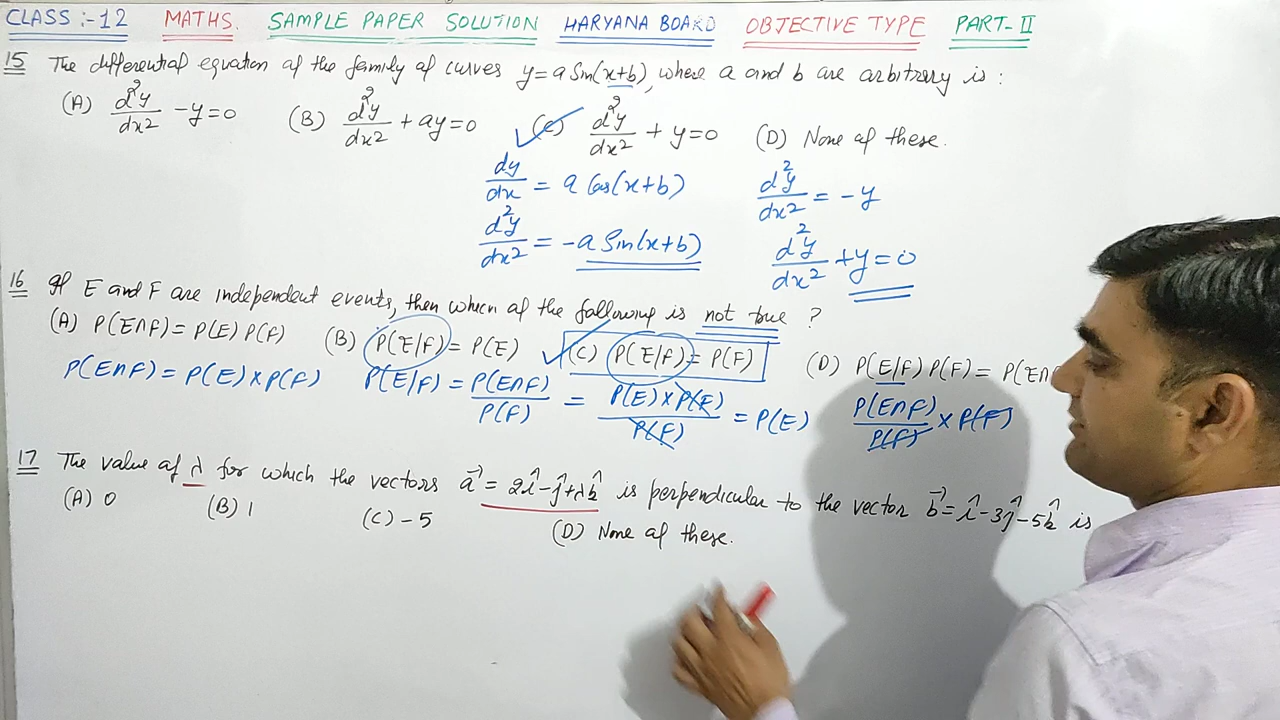 CLASS :- 12 MATHS. SAMPLE PAPER SOLUTION HARYANA BOARD OBJECTIVE TYPE PART- II
15 The differential equation of the family of curves y = a Sin(x+b), where a and b are arbitrary is :
(A) d²y/dx² - y = 0 (B) d²y/dx² + ay = 0 (C) d²y/dx² + y = 0 (D) None of these.
dy/dx = a Cos(x+b) d²y/dx² = -y
d²y/dx² = -a Sin(x+b) d²y/dx² + y = 0
16 If E and F are independent events, then which of the following is not true ?
(A) P(E∩F) = P(E) P(F) (B) P(E/F) = P(E) (C) P(E/F) = P(F) (D) P(E/F) P(F) = P(E∩
P(E∩F) = P(E) × P(F) P(E/F) = P(E∩F)/P(F) = P(E) × P(F)/P(F) = P(E) P(E∩F)/P(F) × P(F)
17 The value of λ for which the vectors a⃗ = 2î - ĵ + λk̂ is perpendicular to the vector b⃗ = î - 3ĵ - 5k̂ is
(A) 0 (B) 1 (C) - 5 (D) None of these.